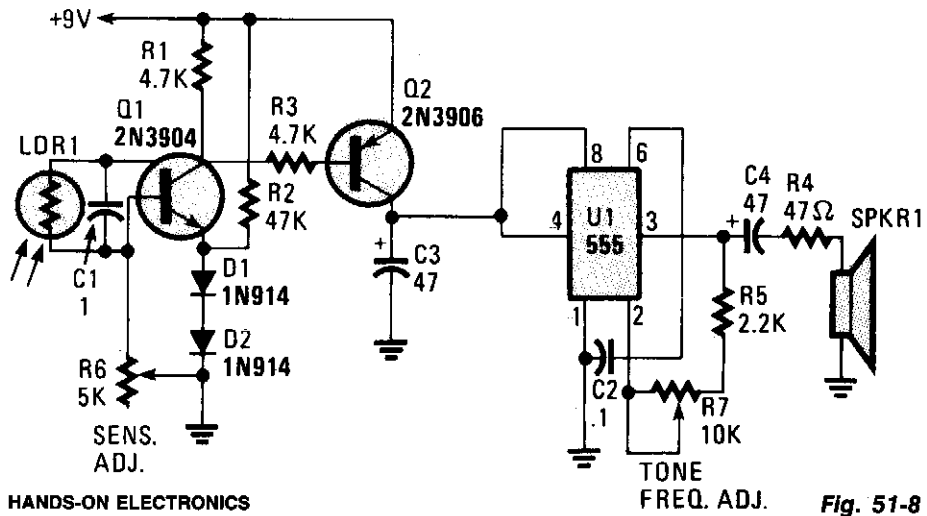 +9V
R1
4.7K
Q1
2N3904
LDR1
C1
1
R6
5K
SENS.
ADJ.
D1
1N914
D2
1N914
R2
47K
R3
4.7K
Q2
2N3906
+
C3
47
8
6
4
U1
555
3
1
2
C2
.1
R7
10K
TONE
FREQ. ADJ.
R5
2.2K
C4
47
+
R4
47Ω
SPKR1
HANDS-ON ELECTRONICS
Fig. 51-8